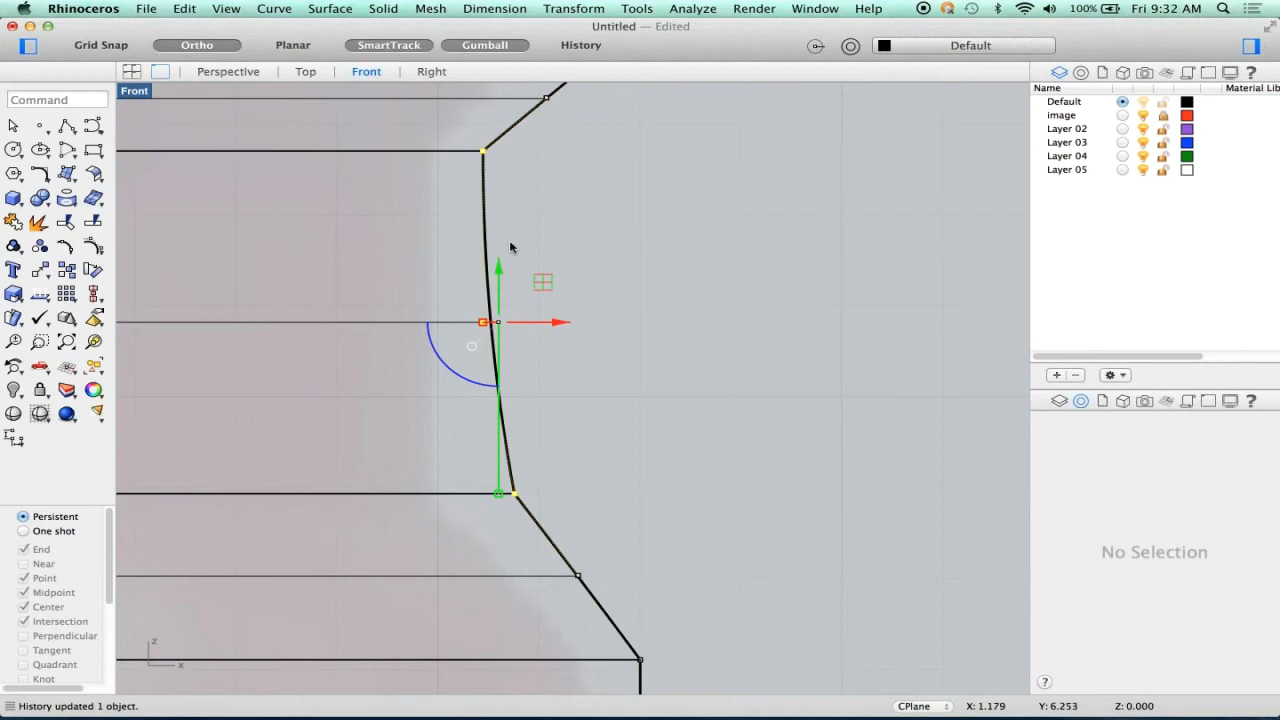 Rhinoceros File Edit View Curve Surface Solid Mesh Dimension Transform Tools Analyze Render Window Help 100% Fri 9:32 AM
Untitled — Edited
Grid Snap Ortho Planar SmartTrack Gumball History Default
Perspective Top Front Right
Front
Command
Name Material Lib
Default
image
Layer 02
Layer 03
Layer 04
Layer 05
No Selection
Persistent
One shot
End
Near
Point
Midpoint
Center
Intersection
Perpendicular
Tangent
Quadrant
Knot
z
x
History updated 1 object. CPlane X: 1.179 Y: 6.253 Z: 0.000